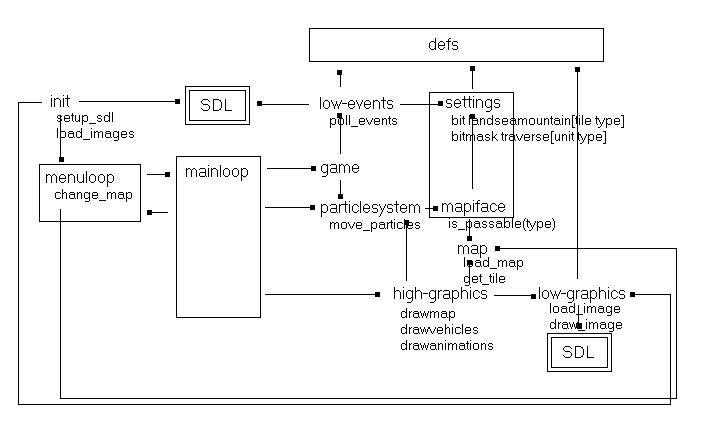 defs
init
setup_sdl
load_images
SDL
low-events
poll_events
settings
bit landseamountain[tile type]
bitmask traverse[unit type]
menuloop
change_map
mainloop
game
particlesystem
move_particles
mapiface
is_passable(type)
map
load_map
get_tile
high-graphics
drawmap
drawvehicles
drawanimations
low-graphics
load_image
draw_image
SDL